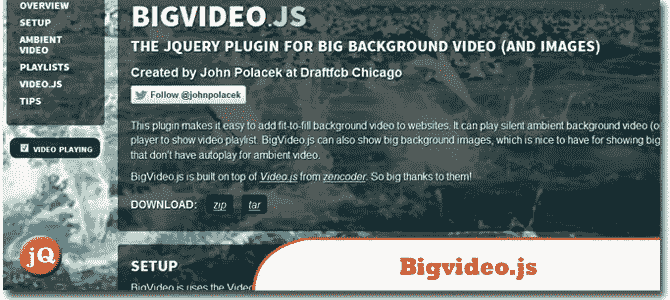 OVERVIEW
SETUP
AMBIENT
VIDEO
PLAYLISTS
VIDEO.JS
TIPS
VIDEO PLAYING
BIGVIDEO.JS
THE JQUERY PLUGIN FOR BIG BACKGROUND VIDEO (AND IMAGES)
Created by John Polacek at Draftfcb Chicago
Follow @johnpolacek
This plugin makes it easy to add fit-to-fill background video to websites. It can play silent ambient background video (o
player to show video playlist. BigVideo.js can also show big background images, which is nice to have for showing big
that don't have autoplay for ambient video.
BigVideo.js is built on top of Video.js from zencoder. So big thanks to them!
DOWNLOAD: zip tar
SETUP
BigVideo.js uses the Video
jQ
Bigvideo.js